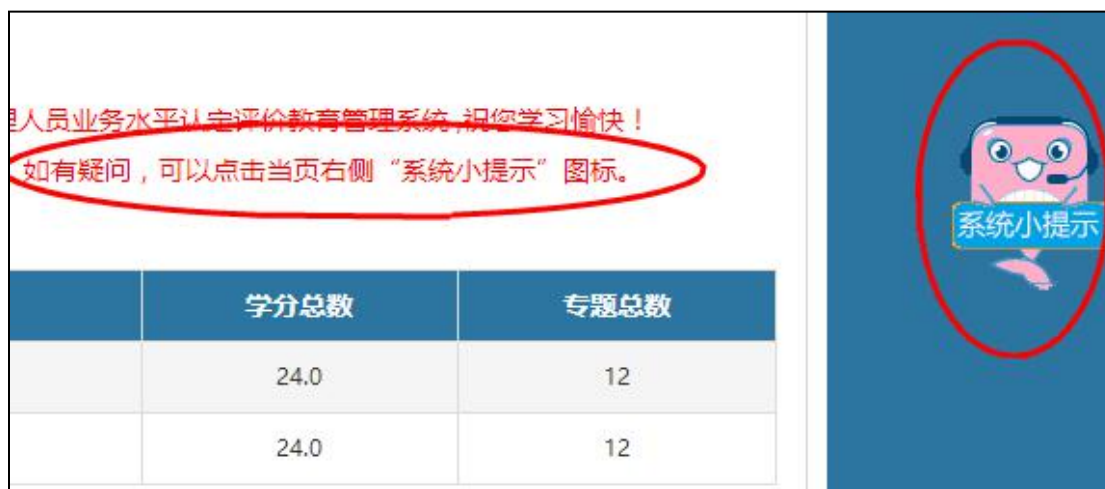 理人员业务水平认定评价教育管理系统,祝您学习愉快！
如有疑问，可以点击当页右侧“系统小提示”图标。
系统小提示
学分总数 专题总数
24.0 12
24.0 12